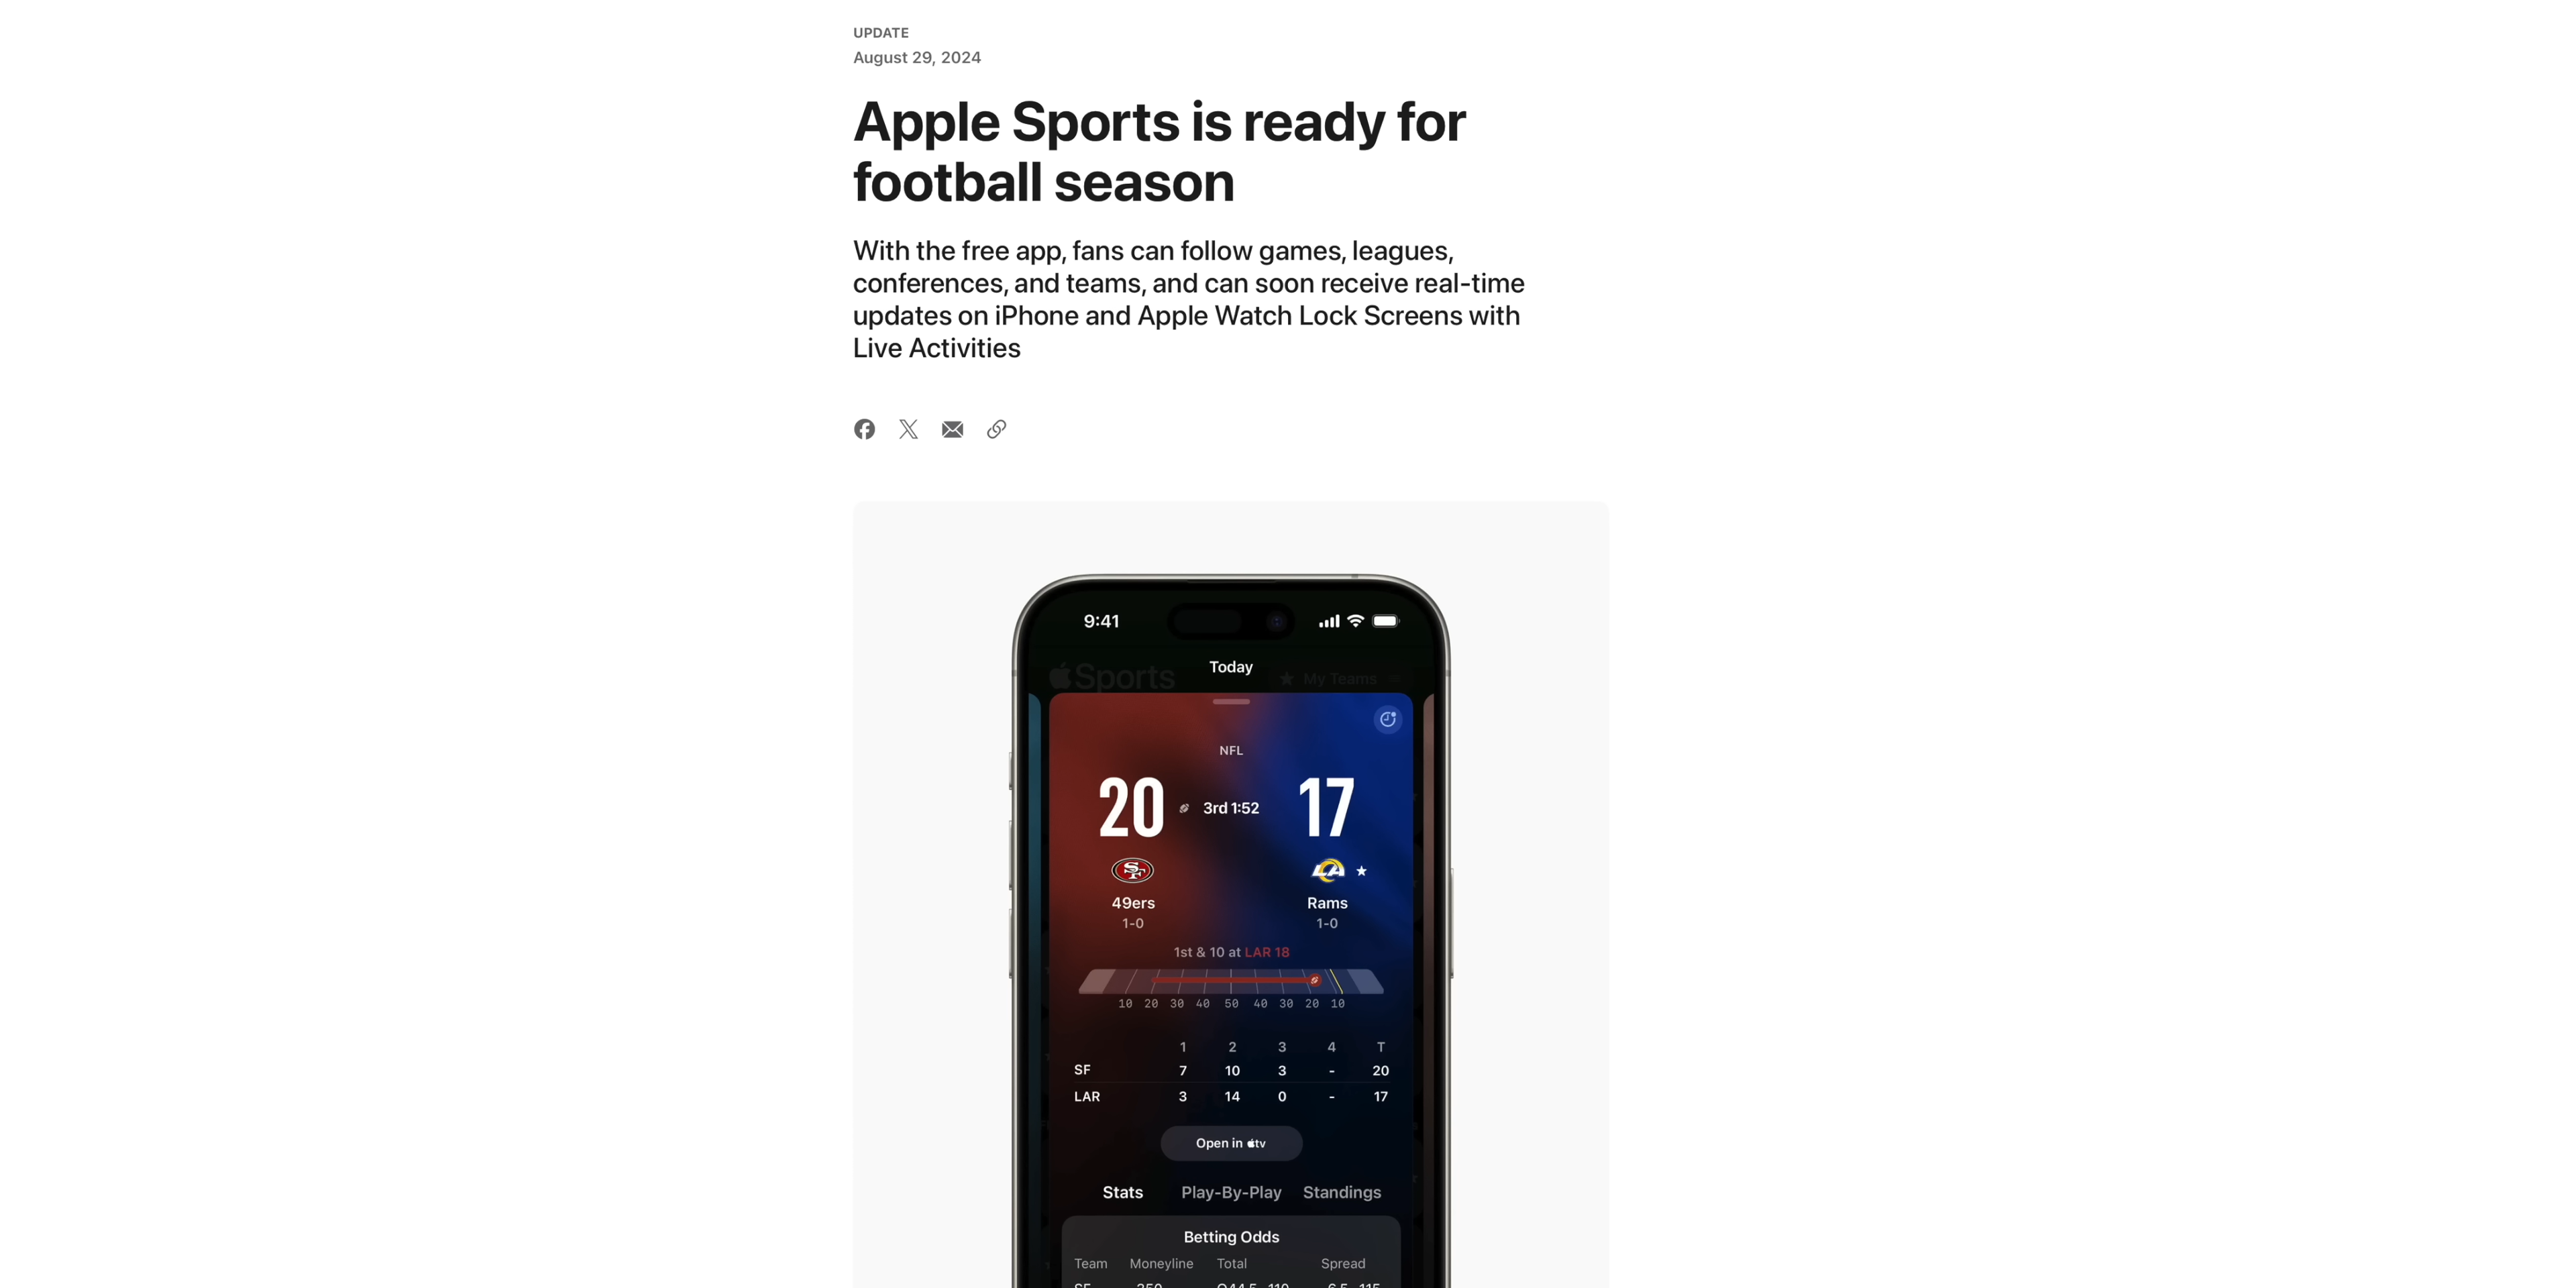 UPDATE
August 29, 2024
Apple Sports is ready for
football season
With the free app, fans can follow games, leagues,
conferences, and teams, and can soon receive real-time
updates on iPhone and Apple Watch Lock Screens with
Live Activities
9:41
Sports
Today
My Teams
NFL
20 3rd 1:52 17
SF LA
49ers Rams
1-0 1-0
1st & 10 at LAR 18
10 20 30 40 50 40 30 20 10
1 2 3 4 T
SF 7 10 3 - 20
LAR 3 14 0 - 17
Open in tv
Stats Play-By-Play Standings
Betting Odds
Team Moneyline Total Spread